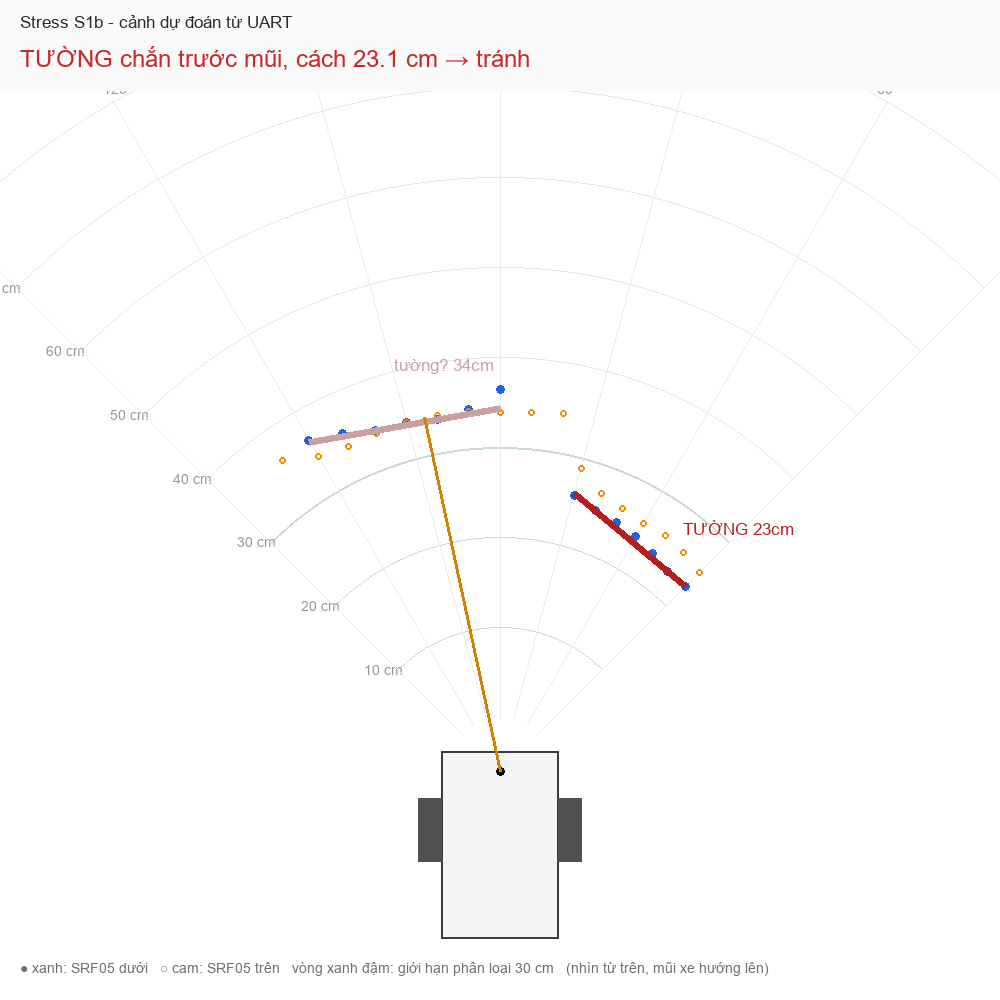 Stress S1b - cảnh dự đoán từ UART
TƯỜNG chắn trước mũi, cách 23.1 cm → tránh
cm
60 cm
tường? 34cm
50 cm
40 cm
TƯỜNG 23cm
30 cm
20 cm
10 cm
● xanh: SRF05 dưới ○ cam: SRF05 trên vòng xanh đậm: giới hạn phân loại 30 cm (nhìn từ trên, mũi xe hướng lên)